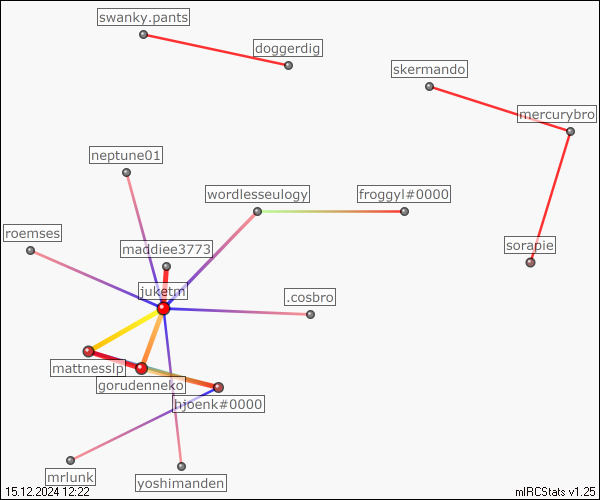 swanky.pants
doggerdig
skermando
mercurybro
neptune01
wordlesseulogy
froggyl#0000
roemses
maddiee3773
sorapie
juketm
.cosbro
mattnesslp
gorudenneko
hjoenk#0000
mrlunk
yoshimanden
15.12.2024 12:22
mIRCStats v1.25